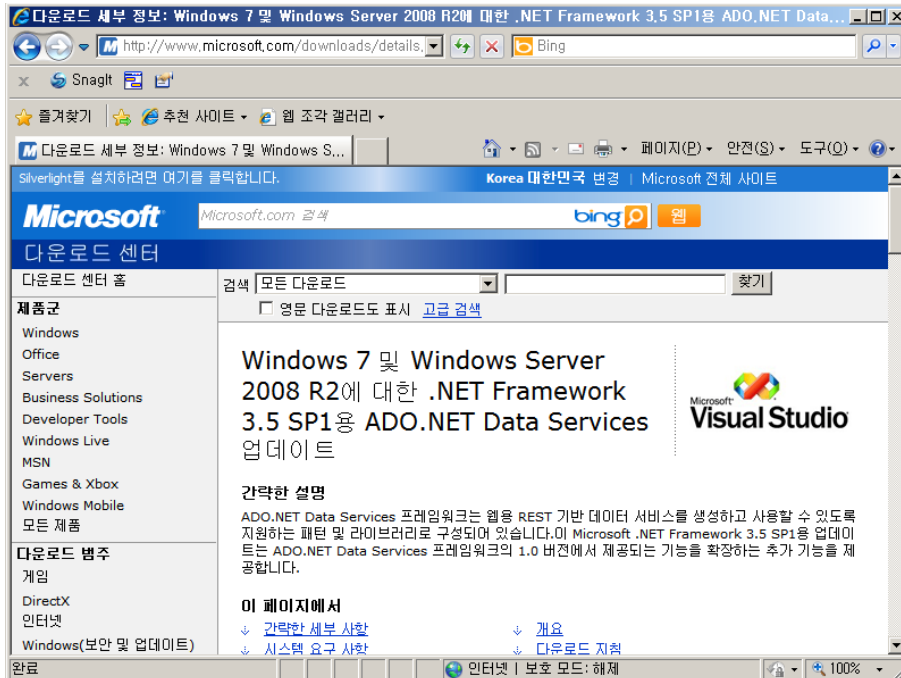 다운로드 세부 정보: Windows 7 및 Windows Server 2008 R2에 대한 .NET Framework 3.5 SP1용 ADO.NET Data...
http://www.microsoft.com/downloads/details.
Bing
x SnagIt
즐겨찾기 추천 사이트 웹 조각 갤러리
다운로드 세부 정보: Windows 7 및 Windows S...
페이지(P) 안전(S) 도구(O)
Silverlight를 설치하려면 여기를 클릭합니다.
Korea 대한민국 변경 | Microsoft 전체 사이트
Microsoft
Microsoft.com 검색
bing
웹
다운로드 센터
다운로드 센터 홈
제품군
Windows
Office
Servers
Business Solutions
Developer Tools
Windows Live
MSN
Games & Xbox
Windows Mobile
모든 제품
다운로드 범주
게임
DirectX
인터넷
Windows(보안 및 업데이트)
검색 모든 다운로드 찾기
영문 다운로드도 표시 고급 검색
Windows 7 및 Windows Server
2008 R2에 대한 .NET Framework
3.5 SP1용 ADO.NET Data Services
업데이트
Microsoft
Visual Studio
간략한 설명
ADO.NET Data Services 프레임워크는 웹용 REST 기반 데이터 서비스를 생성하고 사용할 수 있도록
지원하는 패턴 및 라이브러리로 구성되어 있습니다.이 Microsoft .NET Framework 3.5 SP1용 업데이
트는 ADO.NET Data Services 프레임워크의 1.0 버전에서 제공되는 기능을 확장하는 추가 기능을 제
공합니다.
이 페이지에서
간략한 세부 사항
개요
시스템 요구 사항
다운로드 지침
완료
인터넷 | 보호 모드: 해제
100%